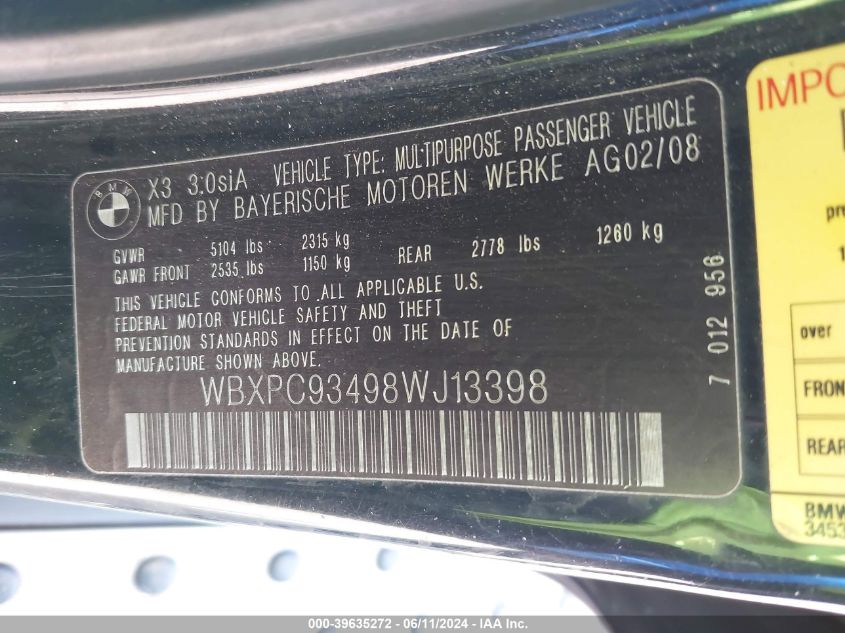 BMW
X3 3.0siA VEHICLE TYPE: MULTIPURPOSE PASSENGER VEHICLE
MFD BY BAYERISCHE MOTOREN WERKE AG02/08
GVWR 5104 lbs 2315 kg
GAWR FRONT 2535 lbs 1150 kg REAR 2778 lbs 1260 kg
THIS VEHICLE CONFORMS TO ALL APPLICABLE U.S.
FEDERAL MOTOR VEHICLE SAFETY AND THEFT
PREVENTION STANDARDS IN EFFECT ON THE DATE OF
MANUFACTURE SHOWN ABOVE.
WBXPC93498WJ13398
7 012 956
over
FRON
REAR
BMW
000-39635272 / 06/11/2024 - IAAI Inc.